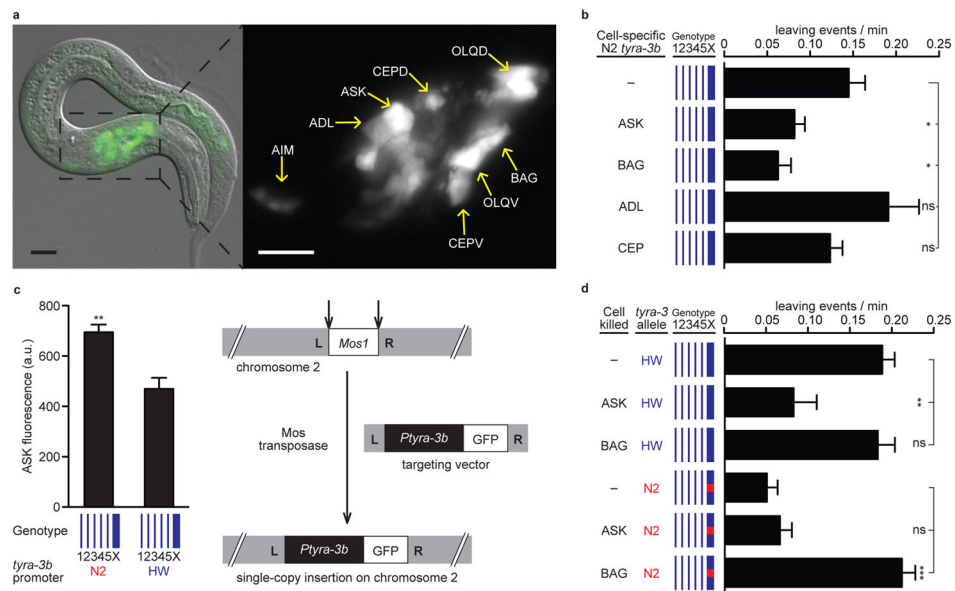 a
OLQD
CEPD
ASK
ADL
AIM
BAG
OLQV
CEPV
b
leaving events / min
Cell-specific Genotype
N2 tyra-3b 12345X
0 0.05 0.10 0.15 0.20 0.25
–
ASK *
BAG *
ADL ns
CEP ns
c
ASK fluorescence (a.u.)
800
600
400
200
0
**
Genotype
12345X 12345X
tyra-3b
promoter
N2 HW
L Mos1 R
chromosome 2
Mos
transposase
L Ptyra-3b GFP R
targeting vector
L Ptyra-3b GFP R
single-copy insertion on chromosome 2
d
leaving events / min
Cell tyra-3 Genotype
killed allele 12345X
0 0.05 0.10 0.15 0.20 0.25
– HW
ASK HW **
BAG HW ns
– N2
ASK N2 ns
BAG N2 ***